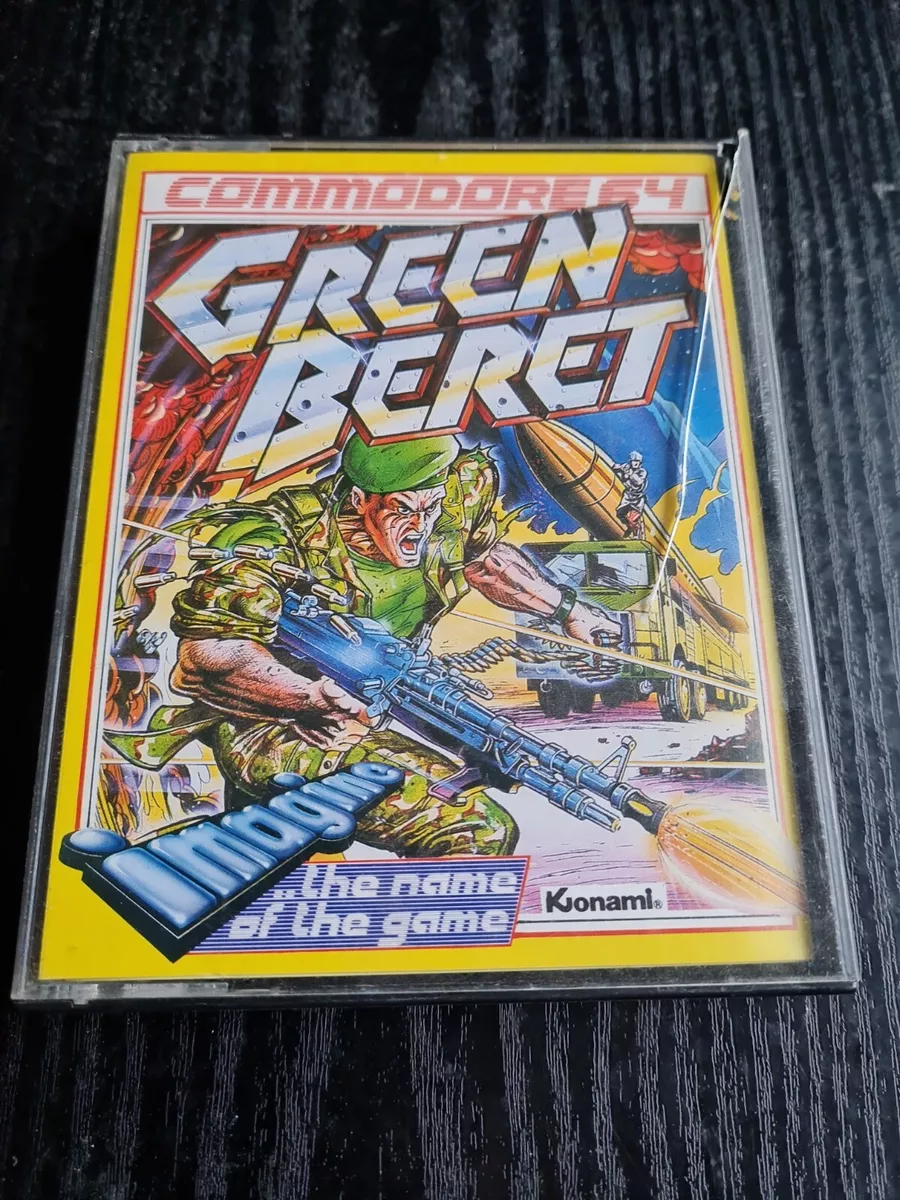 COMMODORE 64
GREEN
BERET
imagine
...the name
of the game
Konami®